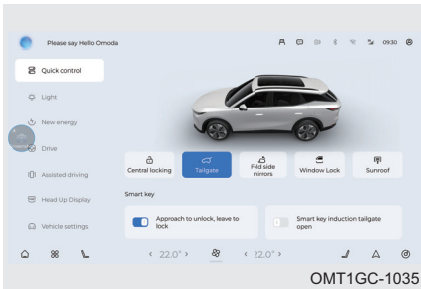 Please say Hello Omoda
09:30
Quick control
Light
New energy
Drive
Assisted driving
Head Up Display
Vehicle settings
Central locking
Tailgate
Fold side
mirrors
Window Lock
Sunroof
Smart key
Approach to unlock, leave to
lock
Smart key induction tailgate
open
< 22.0° >
< 22.0° >
OMT1GC-1035